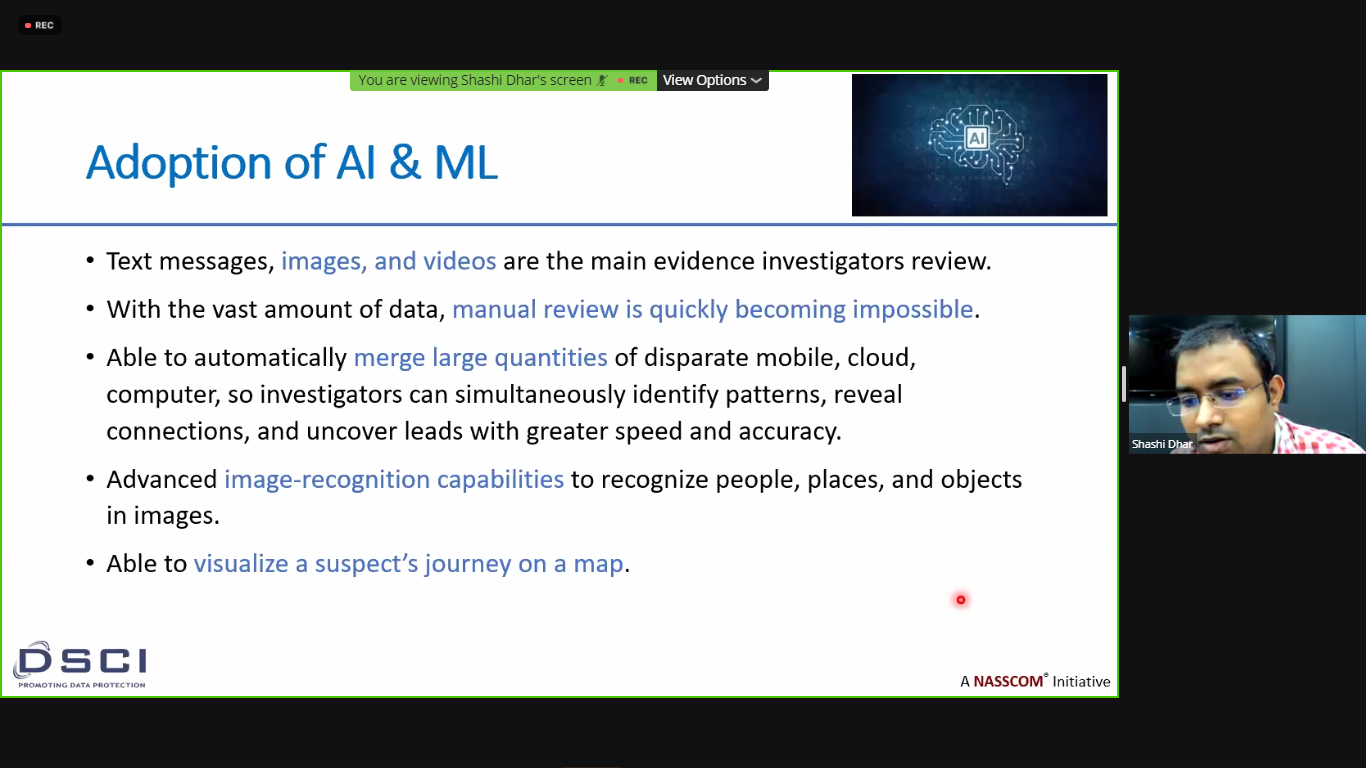 REC
You are viewing Shashi Dhar's screen REC View Options
AI
Adoption of AI & ML
• Text messages, images, and videos are the main evidence investigators review.
• With the vast amount of data, manual review is quickly becoming impossible.
• Able to automatically merge large quantities of disparate mobile, cloud,
computer, so investigators can simultaneously identify patterns, reveal
connections, and uncover leads with greater speed and accuracy.
• Advanced image-recognition capabilities to recognize people, places, and objects
in images.
• Able to visualize a suspect’s journey on a map.
Shashi Dhar
DSCI
PROMOTING DATA PROTECTION
A NASSCOM® Initiative